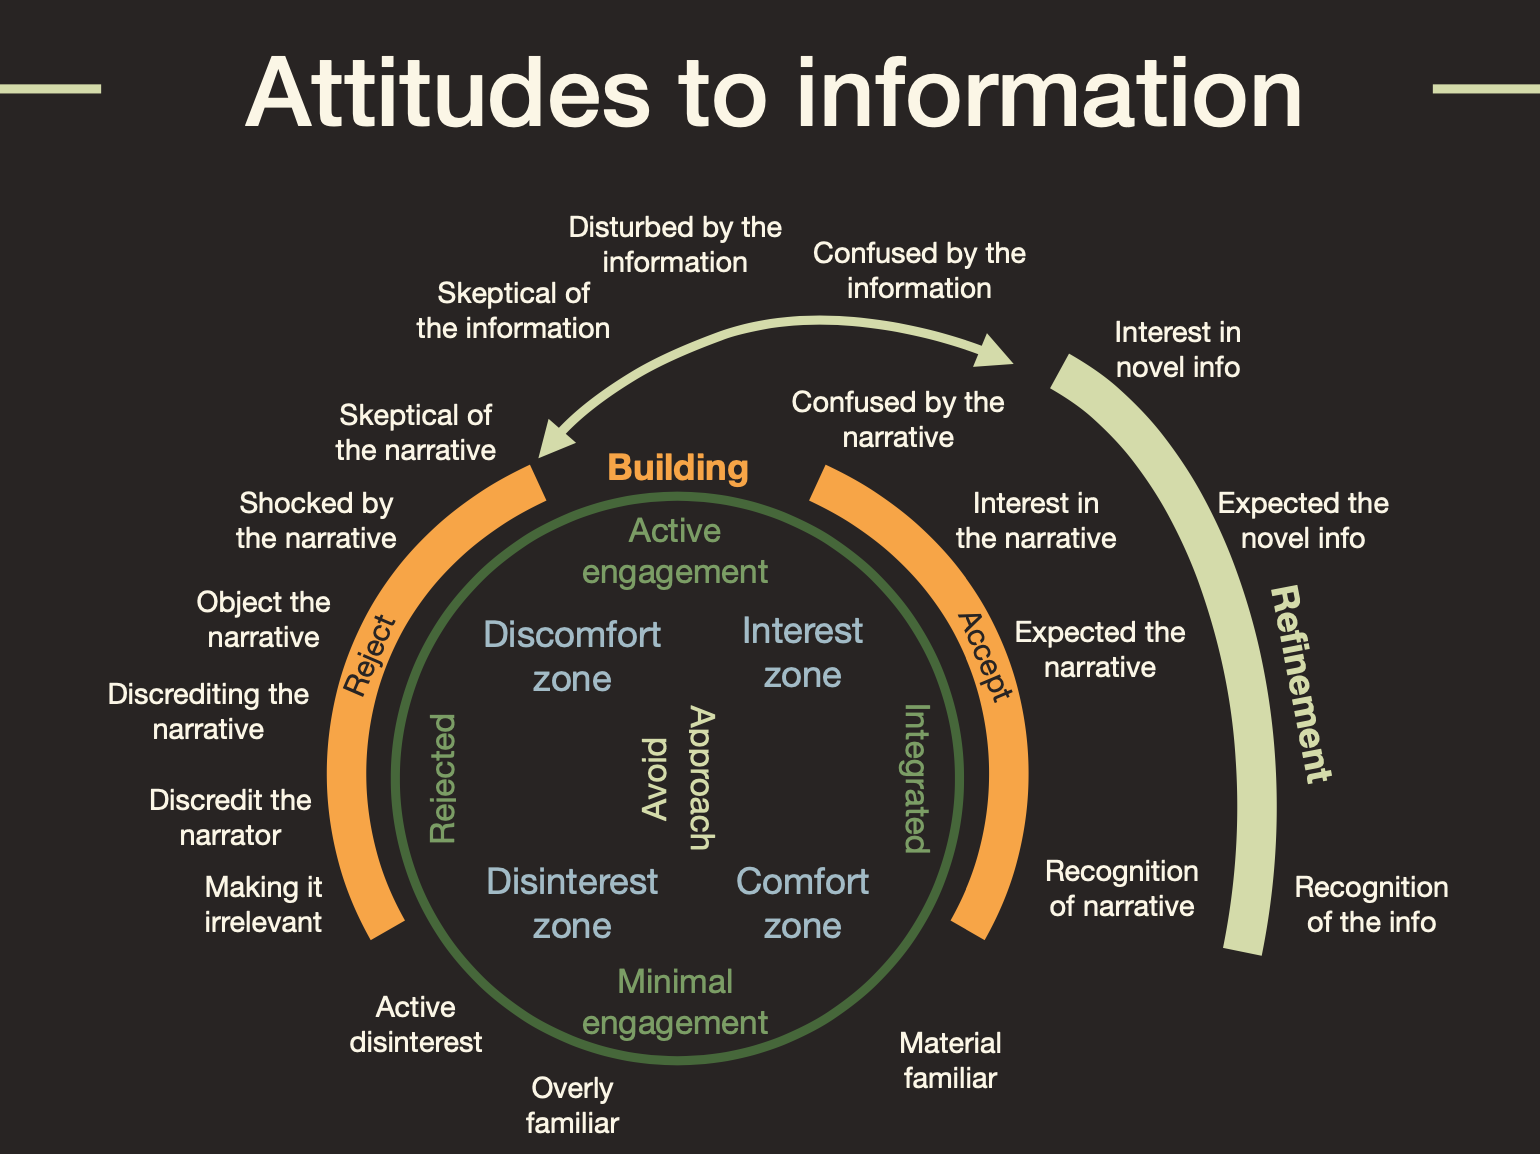 Attitudes to information
Disturbed by the
information
Confused by the
information
Skeptical of
the information
Interest in
novel info
Skeptical of
the narrative
Confused by the
narrative
Building
Shocked by
the narrative
Active
engagement
Interest in
the narrative
Expected the
novel info
Object the
narrative
Reject
Discomfort
zone
Interest
zone
Accept
Expected the
narrative
Refinement
Discrediting the
narrative
Rejected
Avoid
Approach
Integrated
Discredit the
narrator
Making it
irrelevant
Disinterest
zone
Comfort
zone
Recognition
of narrative
Recognition
of the info
Minimal
engagement
Active
disinterest
Material
familiar
Overly
familiar